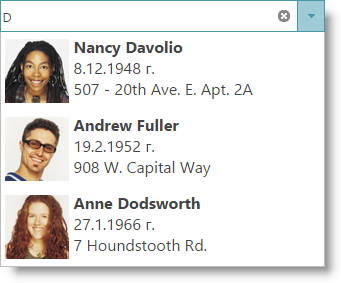 D
Nancy Davolio
8.12.1948 г.
507 - 20th Ave. E. Apt. 2A
Andrew Fuller
19.2.1952 г.
908 W. Capital Way
Anne Dodsworth
27.1.1966 г.
7 Houndstooth Rd.